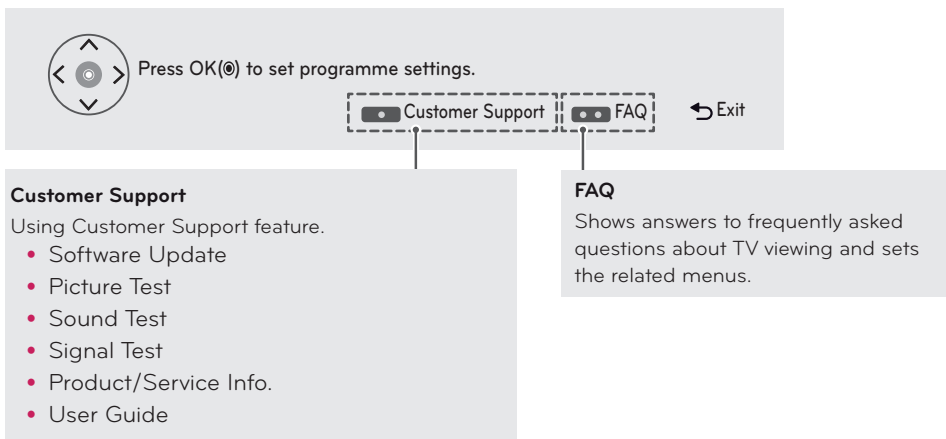 Press OK(◉) to set programme settings.
Customer Support FAQ Exit
Customer Support
Using Customer Support feature.
• Software Update
• Picture Test
• Sound Test
• Signal Test
• Product/Service Info.
• User Guide
FAQ
Shows answers to frequently asked
questions about TV viewing and sets
the related menus.